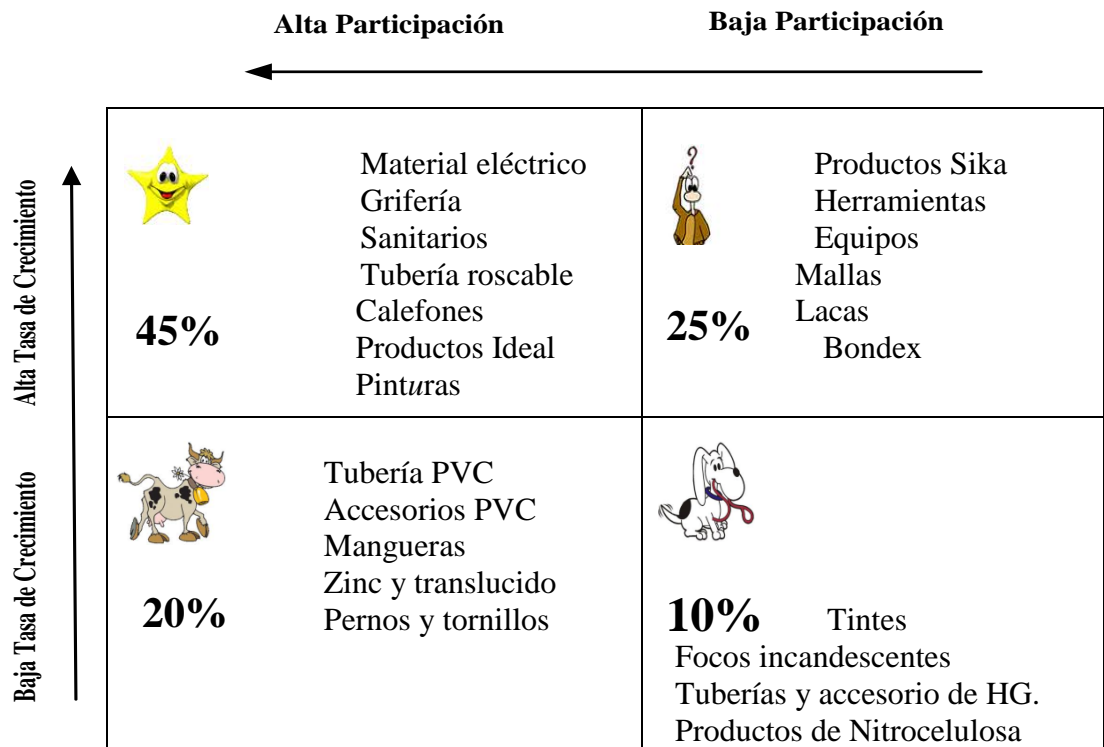 Alta Participación
Baja Participación
Alta Tasa de Crecimiento
Material eléctrico
Grifería
Sanitarios
Tubería roscable
Calefones
Productos Ideal
Pinturas
45%
?
Productos Sika
Herramientas
Equipos
Mallas
Lacas
Bondex
25%
Baja Tasa de Crecimiento
Tubería PVC
Accesorios PVC
Mangueras
Zinc y translucido
Pernos y tornillos
20%
10%
Tintes
Focos incandescentes
Tuberías y accesorio de HG.
Productos de Nitrocelulosa